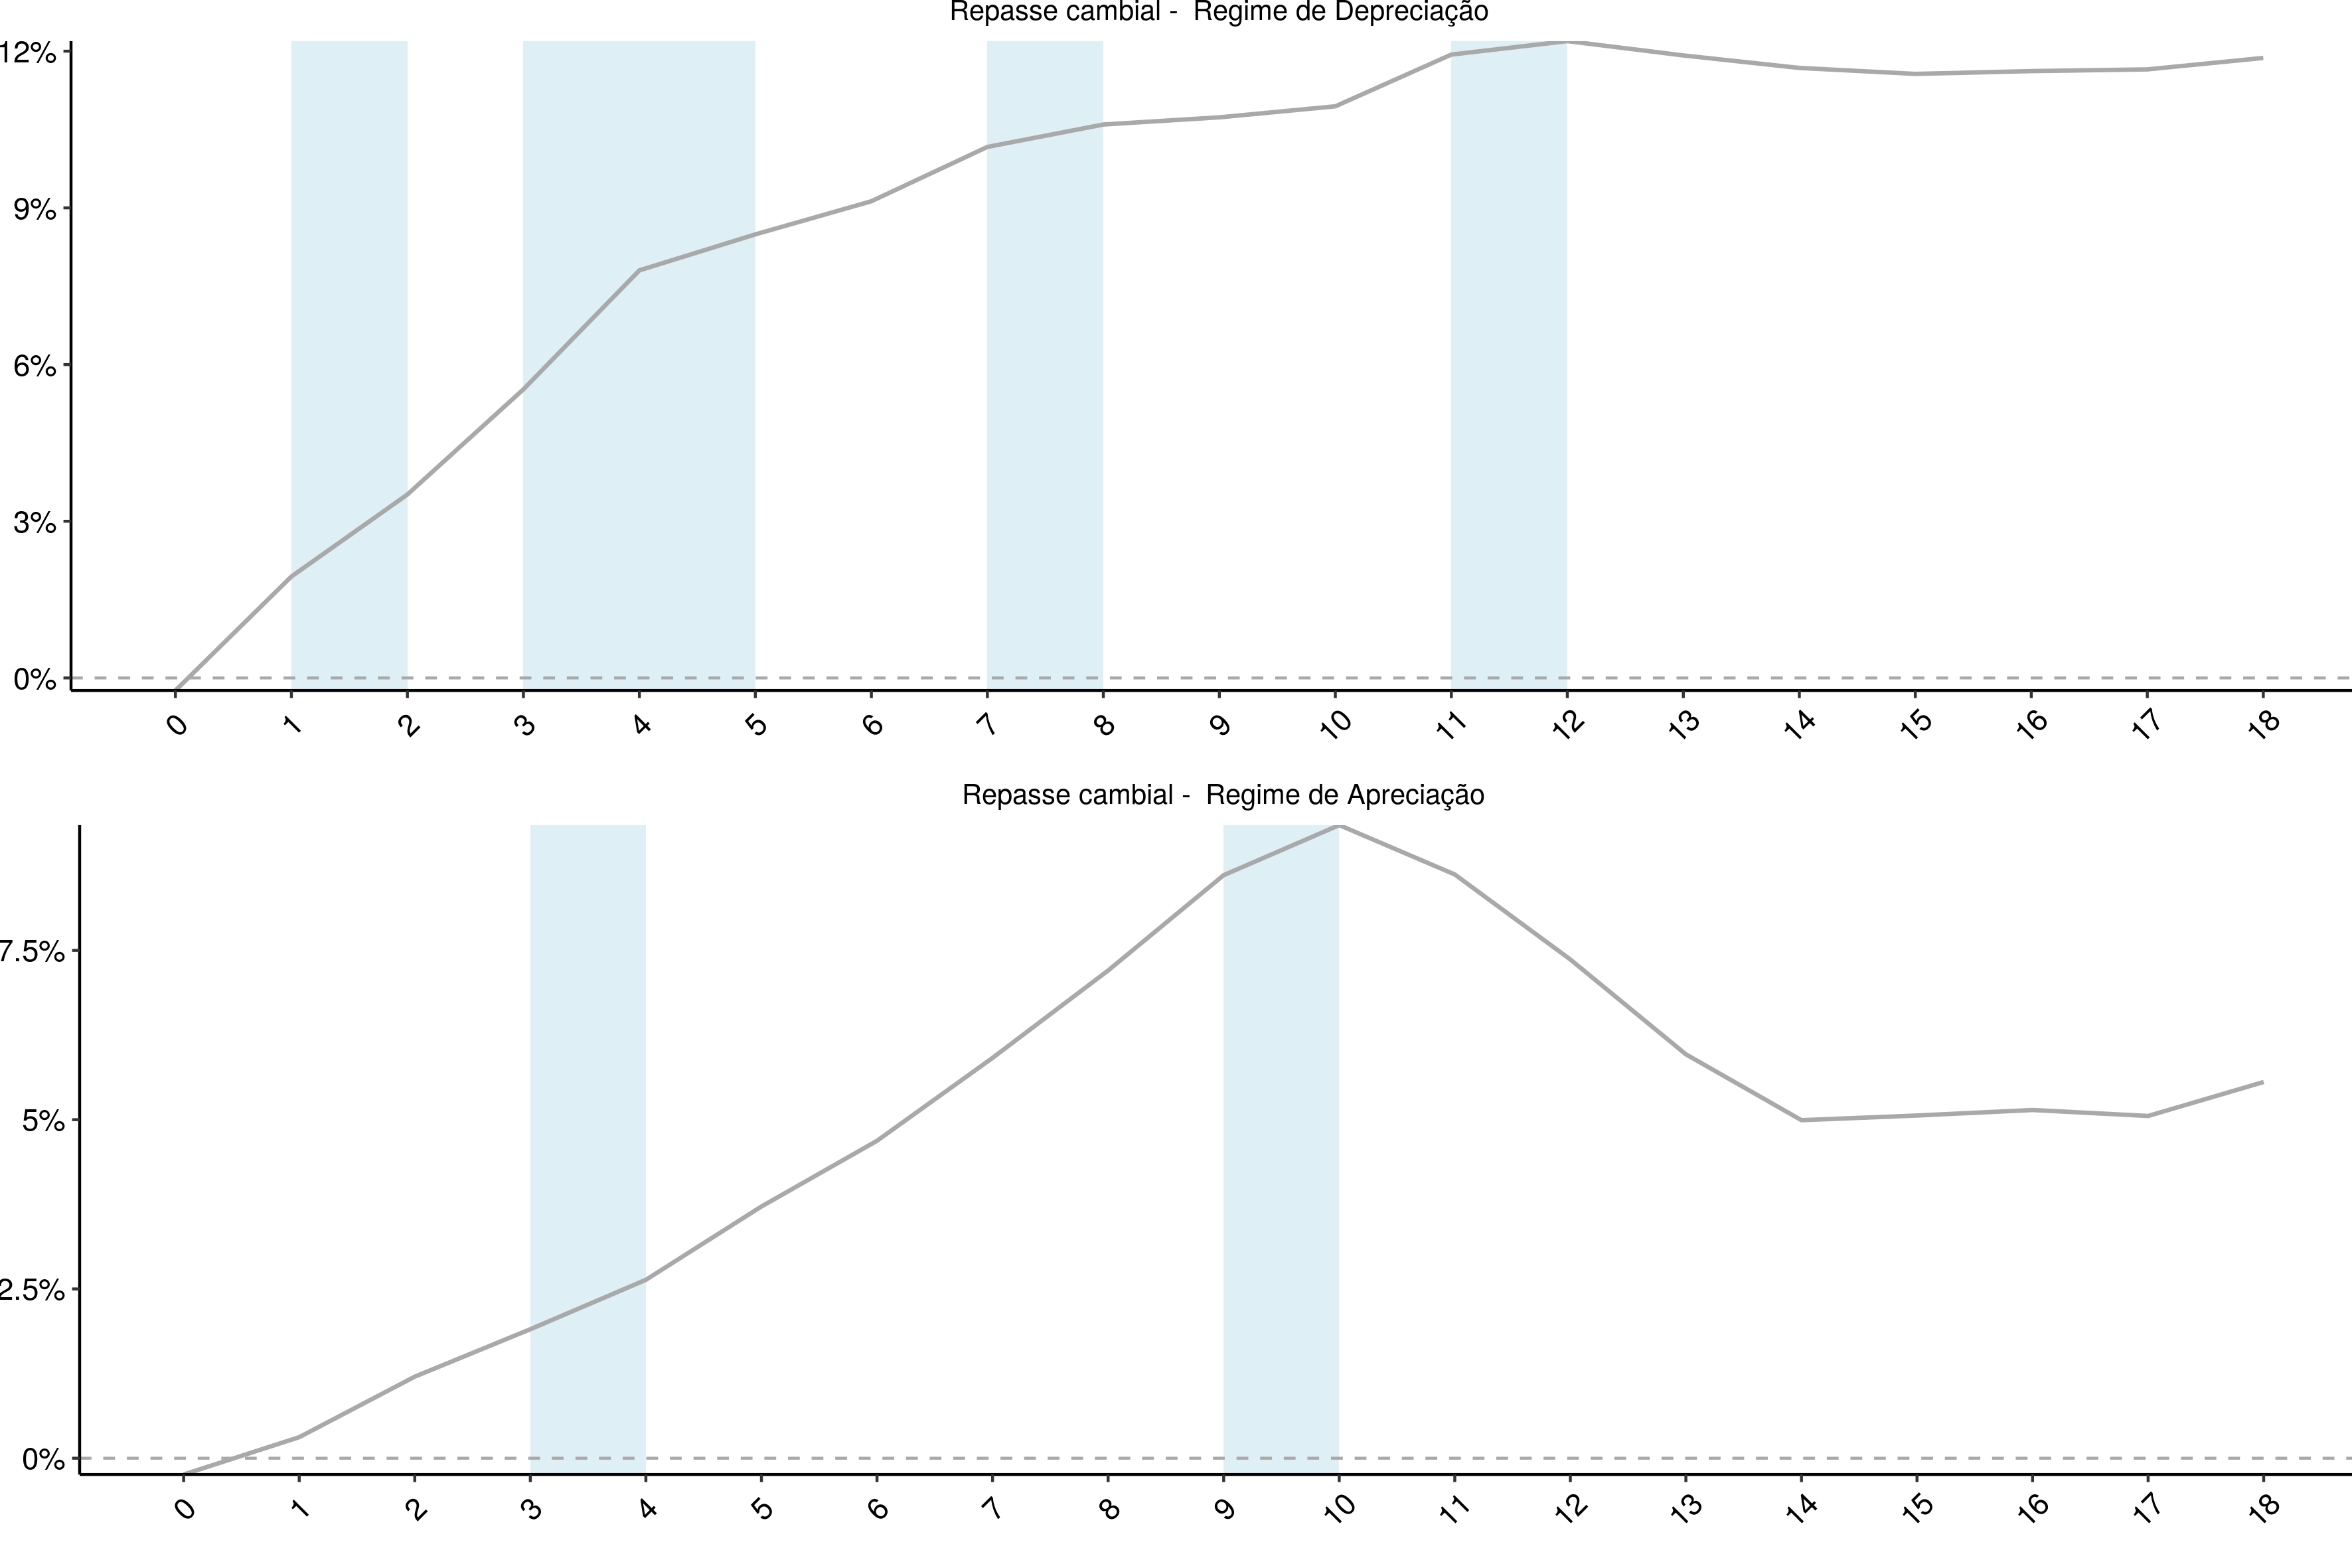 Repasse cambial -  Regime de Depreciação
12%
9%
6%
3%
0%
0 1 2 3 4 5 6 7 8 9 10 11 12 13 14 15 16 17 18
Repasse cambial -  Regime de Apreciação
7.5%
5%
2.5%
0%
0 1 2 3 4 5 6 7 8 9 10 11 12 13 14 15 16 17 18